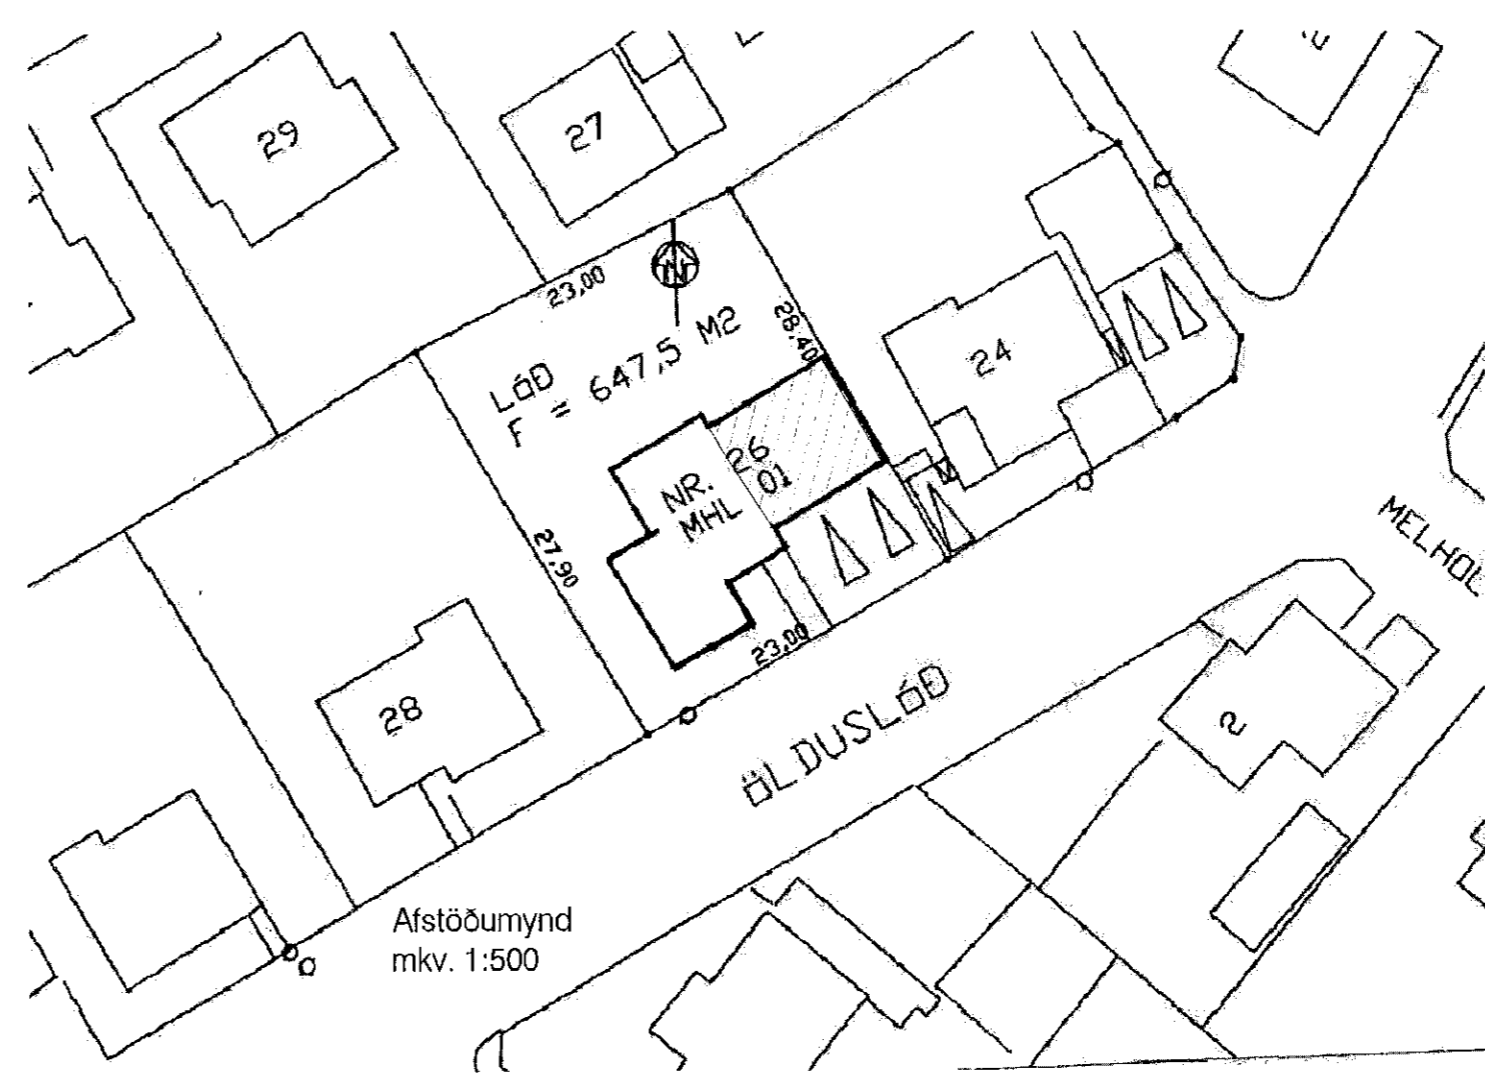 29
27
23,00
N
28,40
LÓÐ
F = 647,5 M2
24
26
01
NR.
MHL
27,90
23,00
28
ÖLDUSLÓÐ
MELHOL
2
Afstöðumynd
mkv. 1:500